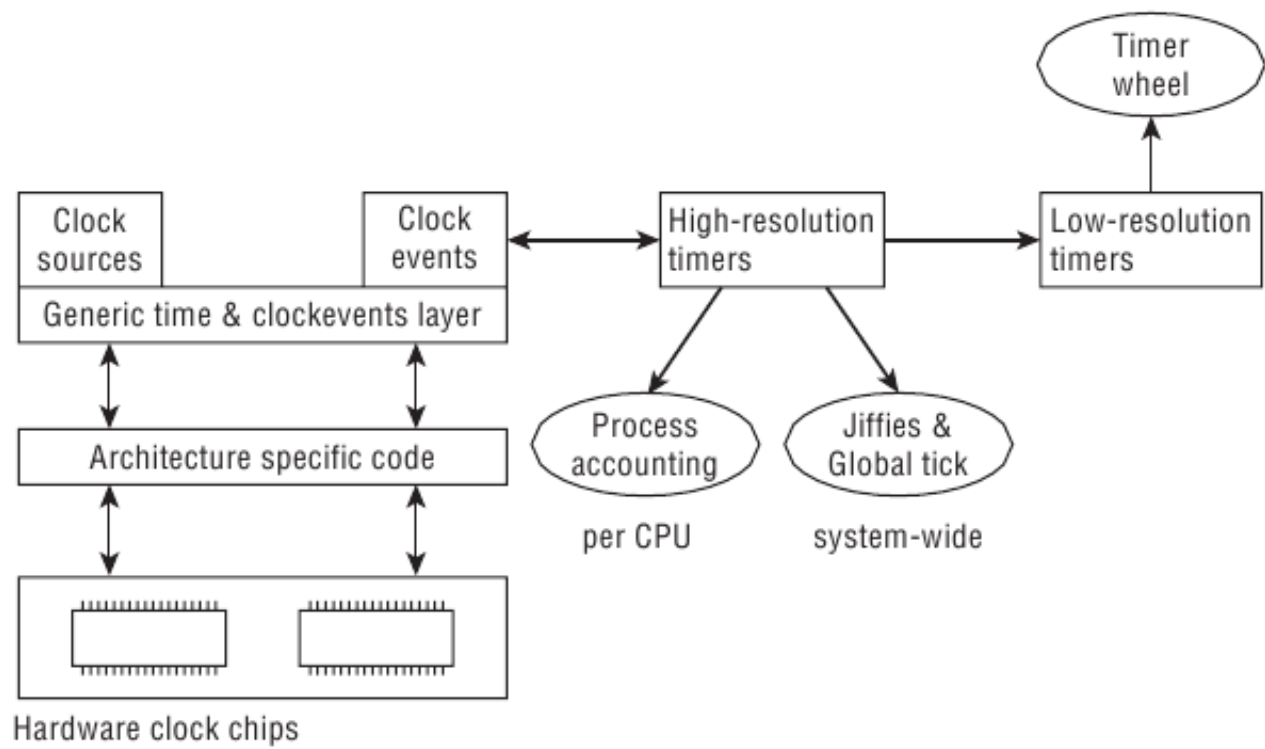 Timer
wheel
Clock
sources
Clock
events
High-resolution
timers
Low-resolution
timers
Generic time & clockevents layer
Process
accounting
Jiffies &
Global tick
Architecture specific code
per CPU
system-wide
Hardware clock chips